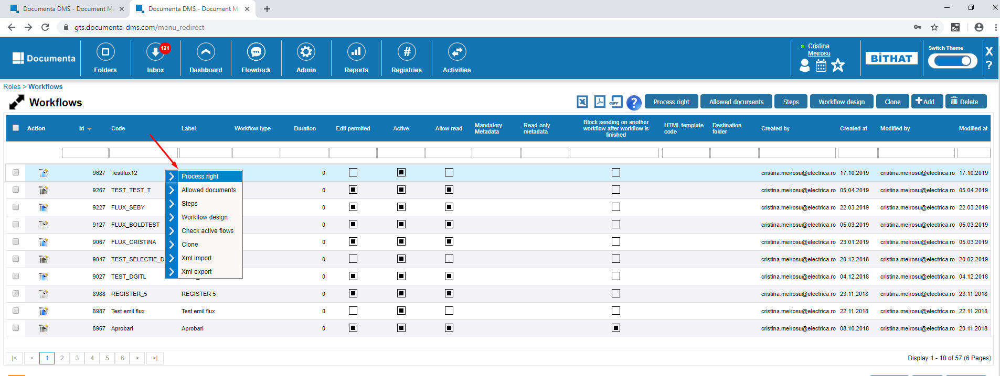 Documenta DMS - Document Ma
Documenta DMS - Document Ma
gts.documenta-dms.com/menu_redirect
Se
Documenta
Folders
Inbox
121
Dashboard
Flowdock
Admin
Reports
#
Registries
Activities
Cristina
Meirosu
BITHAT
Switch Theme
X
?
Roles > Workflows
Workflows
CSV
?
Process right
Allowed documents
Steps
Workflow design
Clone
Add
Delete
Action Id Code Label Workflow type Duration Edit permited Active Allow read Mandatory Metadata Read-only metadata Block sending on another workflow after workflow is finished HTML template code Destination folder Created by Created at Modified by Modified at
9627 Testflux12 0 cristina.meirosu@electrica.ro 17.10.2019 cristina.meirosu@electrica.ro 17.10.2019
9267 TEST_TEST_T 0 cristina.meirosu@electrica.ro 05.04.2019 cristina.meirosu@electrica.ro 05.04.2019
9227 FLUX_SEBY 0 cristina.meirosu@electrica.ro 22.03.2019 cristina.meirosu@electrica.ro 22.03.2019
9127 FLUX_BOLDTEST 0 cristina.meirosu@electrica.ro 05.03.2019 cristina.meirosu@electrica.ro 05.03.2019
9067 FLUX_CRISTINA 0 cristina.meirosu@electrica.ro 23.01.2019 cristina.meirosu@electrica.ro 05.03.2019
9047 TEST_SELECTIE_D 0 cristina.meirosu@electrica.ro 20.12.2018 cristina.meirosu@electrica.ro 20.02.2019
9027 TEST_DGITL 0 cristina.meirosu@electrica.ro 04.12.2018 cristina.meirosu@electrica.ro 04.12.2018
8988 REGISTER_5 REGISTER 5 0 cristina.meirosu@electrica.ro 23.11.2018 cristina.meirosu@electrica.ro 23.11.2018
8987 Test emil flux Test emil flux 0 cristina.meirosu@electrica.ro 22.11.2018 cristina.meirosu@electrica.ro 22.11.2018
8967 Aprobari Aprobari 0 cristina.meirosu@electrica.ro 08.10.2018 cristina.meirosu@electrica.ro 20.11.2018
Process right
Allowed documents
Steps
Workflow design
Check active flows
Clone
Xml import
Xml export
|< < 1 2 3 4 5 6 > >|
Display 1 - 10 of 57 (6 Pages)